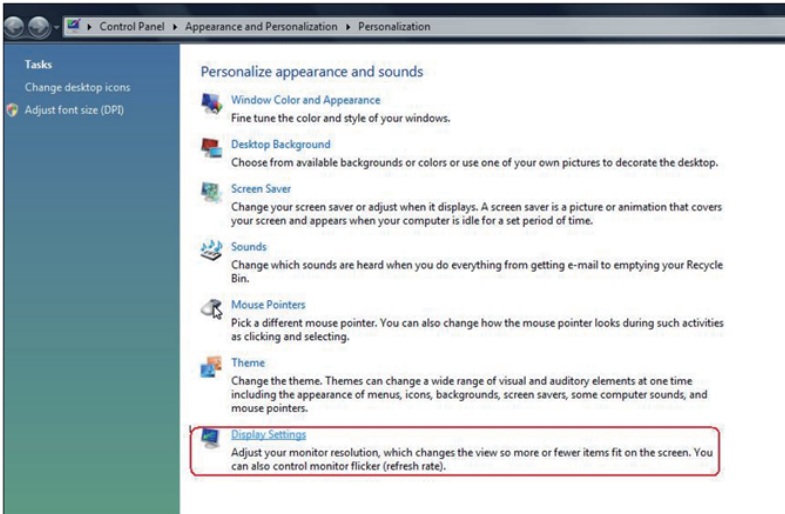 Control Panel ▸ Appearance and Personalization ▸ Personalization
Tasks
Change desktop icons
Adjust font size (DPI)
Personalize appearance and sounds
Window Color and Appearance
Fine tune the color and style of your windows.
Desktop Background
Choose from available backgrounds or colors or use one of your own pictures to decorate the desktop.
Screen Saver
Change your screen saver or adjust when it displays. A screen saver is a picture or animation that covers
your screen and appears when your computer is idle for a set period of time.
Sounds
Change which sounds are heard when you do everything from getting e-mail to emptying your Recycle
Bin.
Mouse Pointers
Pick a different mouse pointer. You can also change how the mouse pointer looks during such activities
as clicking and selecting.
Theme
Change the theme. Themes can change a wide range of visual and auditory elements at one time
including the appearance of menus, icons, backgrounds, screen savers, some computer sounds, and
mouse pointers.
Display Settings
Adjust your monitor resolution, which changes the view so more or fewer items fit on the screen. You
can also control monitor flicker (refresh rate).